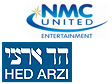 NMC
UNITED
ENTERTAINMENT
הד ארצי
HED ARZI